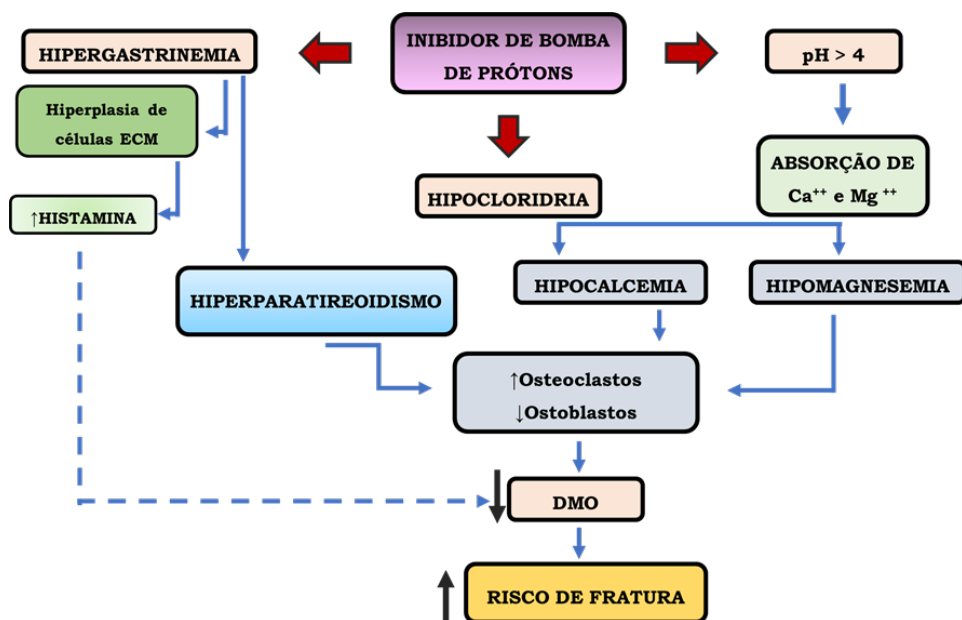 HIPERGASTRINEMIA
INIBIDOR DE BOMBA
DE PRÓTONS
pH > 4
Hiperplasia de
células ECM
ABSORÇÃO DE
Ca⁺⁺ e Mg ⁺⁺
HIPOCLORIDRIA
↑HISTAMINA
HIPERPARATIREOIDISMO
HIPOCALCEMIA
HIPOMAGNESEMIA
↑Osteoclastos
↓Ostoblastos
DMO
RISCO DE FRATURA